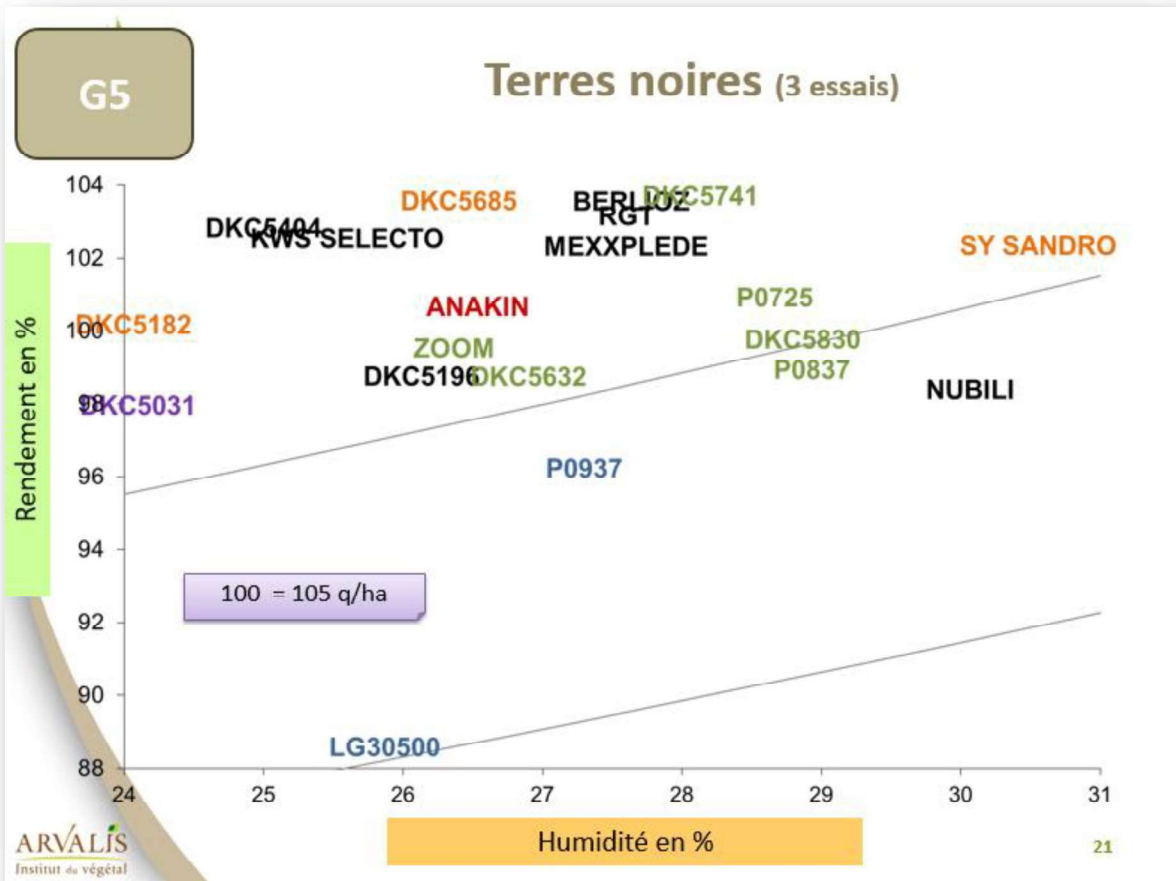 G5
Terres noires (3 essais)
Rendement en %
104
102
100
98
96
94
92
90
88
DKC5685
BERLIOZ
DKC5741
RGT
MEXXPLEDE
DKC5404
KWS SELECTO
SY SANDRO
ANAKIN
P0725
DKC5182
ZOOM
DKC5830
DKC5196
DKC5632
P0837
DKC5031
NUBILI
P0937
100 = 105 q/ha
LG30500
24
25
26
27
28
29
30
31
Humidité en %
ARVALIS
Institut du végétal
21